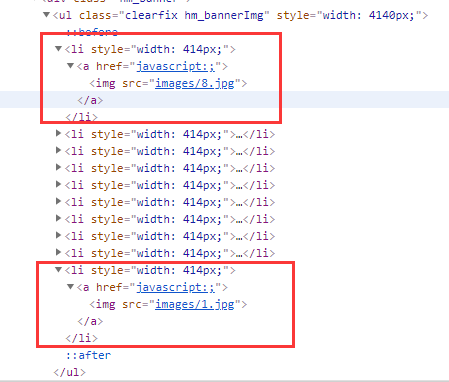 ▼<ul class="clearfix hm_bannerImg" style="width: 4140px;">
::before
▼<li style="width: 414px;">
▼<a href="javascript:;">
<img src="images/8.jpg">
</a>
</li>
▶<li style="width: 414px;">…</li>
▶<li style="width: 414px;">…</li>
▶<li style="width: 414px;">…</li>
▶<li style="width: 414px;">…</li>
▶<li style="width: 414px;">…</li>
▶<li style="width: 414px;">…</li>
▶<li style="width: 414px;">…</li>
▶<li style="width: 414px;">…</li>
▼<li style="width: 414px;">
▼<a href="javascript:;">
<img src="images/1.jpg">
</a>
</li>
::after
</ul>